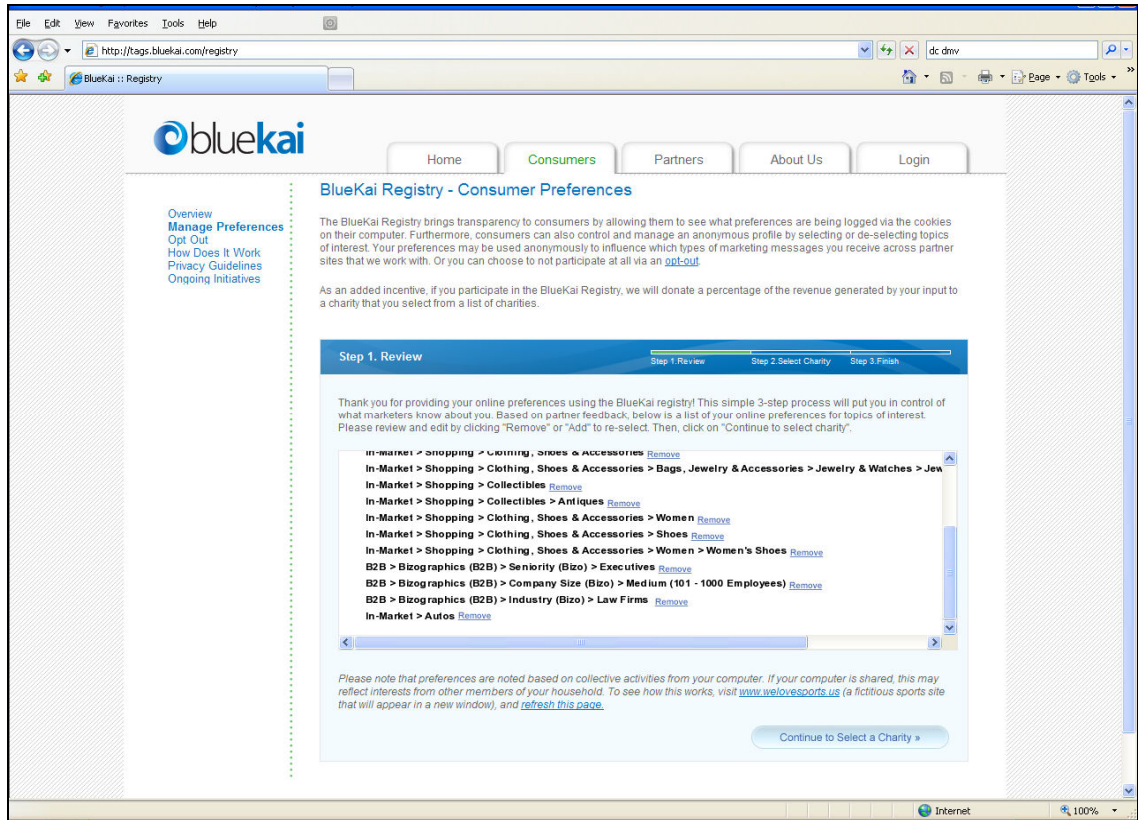 File Edit View Favorites Tools Help
http://tags.bluekai.com/registry
dc dmv
BlueKai :: Registry
Page Tools
bluekai
Home Consumers Partners About Us Login
BlueKai Registry - Consumer Preferences
Overview
Manage Preferences
Opt Out
How Does It Work
Privacy Guidelines
Ongoing Initiatives
The BlueKai Registry brings transparency to consumers by allowing them to see what preferences are being logged via the cookies
on their computer. Furthermore, consumers can also control and manage an anonymous profile by selecting or de-selecting topics
of interest. Your preferences may be used anonymously to influence which types of marketing messages you receive across partner
sites that we work with. Or you can choose to not participate at all via an opt-out
As an added incentive, if you participate in the BlueKai Registry, we will donate a percentage of the revenue generated by your input to
a charity that you select from a list of charities.
Step 1. Review
Step 1.Review Step 2.Select Charity Step 3.Finish
Thank you for providing your online preferences using the BlueKai registry! This simple 3-step process will put you in control of
what marketers know about you. Based on partner feedback, below is a list of your online preferences for topics of interest.
Please review and edit by clicking "Remove" or "Add" to re-select. Then, click on "Continue to select charity".
In-Market > Shopping > Clothing, Shoes & Accessories Remove
In-Market > Shopping > Clothing, Shoes & Accessories > Bags, Jewelry & Accessories > Jewelry & Watches > Jew
In-Market > Shopping > Collectibles Remove
In-Market > Shopping > Collectibles > Antiques Remove
In-Market > Shopping > Clothing, Shoes & Accessories > Women Remove
In-Market > Shopping > Clothing, Shoes & Accessories > Shoes Remove
In-Market > Shopping > Clothing, Shoes & Accessories > Women > Women's Shoes Remove
B2B > Bizographics (B2B) > Seniority (Bizo) > Executives Remove
B2B > Bizographics (B2B) > Company Size (Bizo) > Medium (101 - 1000 Employees) Remove
B2B > Bizographics (B2B) > Industry (Bizo) > Law Firms Remove
In-Market > Autos Remove
Please note that preferences are noted based on collective activities from your computer. If your computer is shared, this may
reflect interests from other members of your household. To see how this works, visit www.welovesports.us (a fictitious sports site
that will appear in a new window), and refresh this page.
Continue to Select a Charity »
Internet 100%